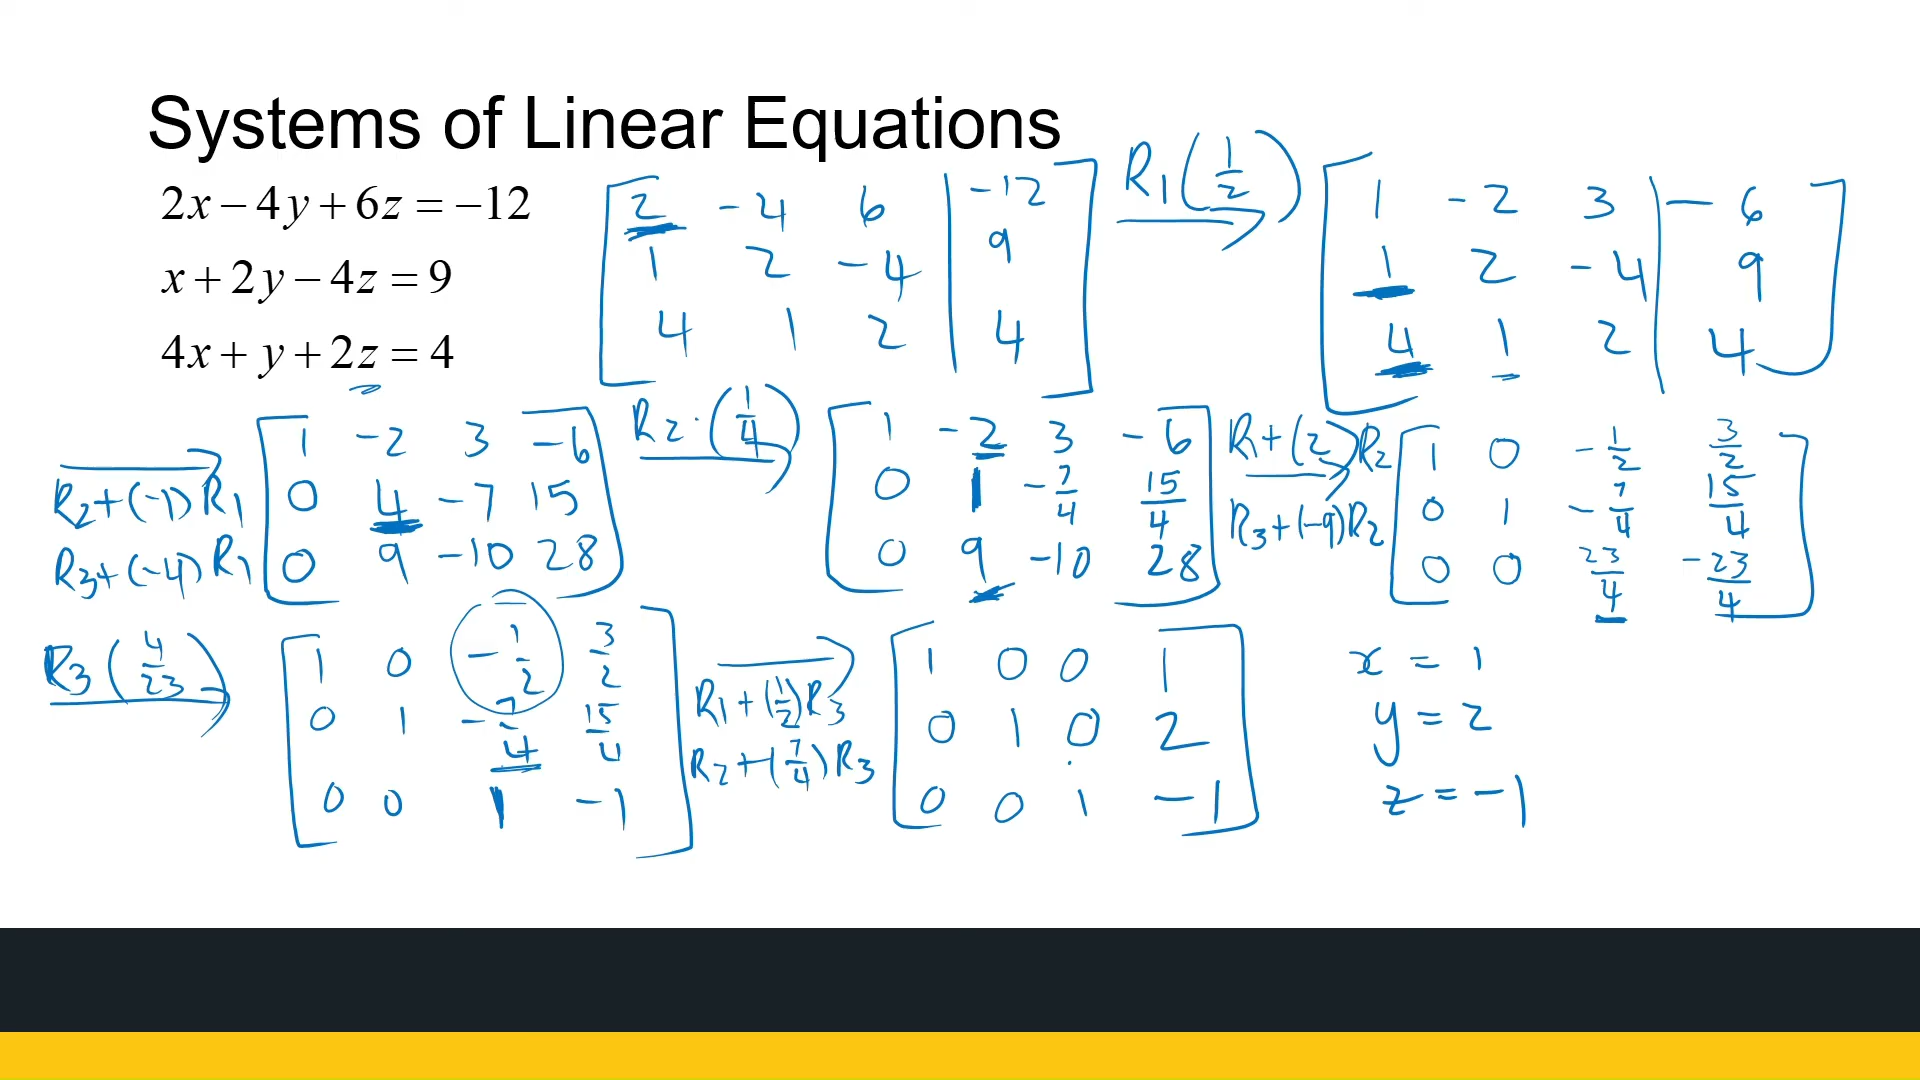 Systems of Linear Equations
2x − 4y + 6z = −12
x + 2y − 4z = 9
4x + y + 2z = 4
2 -4 6 | -12
1 2 -4 | 9
4 1 2 | 4
R1(1/2)
1 -2 3 | -6
1 2 -4 | 9
4 1 2 | 4
R2+(-1)R1
R3+(-4)R1
1 -2 3 -6
0 4 -7 15
0 9 -10 28
R2·(1/4)
1 -2 3 -6
0 1 -7/4 15/4
0 9 -10 28
R1+(2)R2
R3+(-9)R2
1 0 -1/2 3/2
0 1 -7/4 15/4
0 0 23/4 -23/4
R3(4/23)
1 0 -1/2 3/2
0 1 -7/4 15/4
0 0 1 -1
R1+(1/2)R3
R2+(7/4)R3
1 0 0 1
0 1 0 2
0 0 1 -1
x = 1
y = 2
z = -1